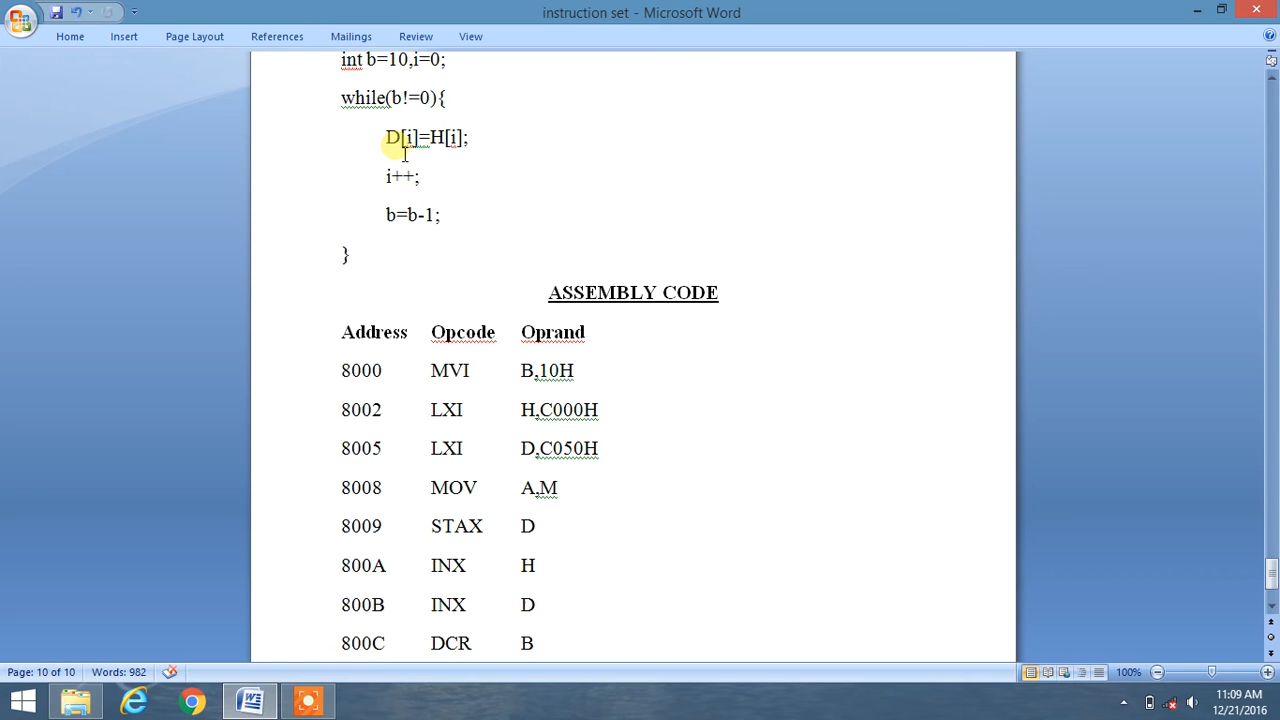 instruction set - Microsoft Word
Home Insert Page Layout References Mailings Review View
int b=10,i=0;
while(b!=0){
D[i]=H[i];
i++;
b=b-1;
}
ASSEMBLY CODE
Address Opcode Oprand
8000 MVI B,10H
8002 LXI H,C000H
8005 LXI D,C050H
8008 MOV A,M
8009 STAX D
800A INX H
800B INX D
800C DCR B
Page: 10 of 10 Words: 982 100%
11:09 AM
12/21/2016